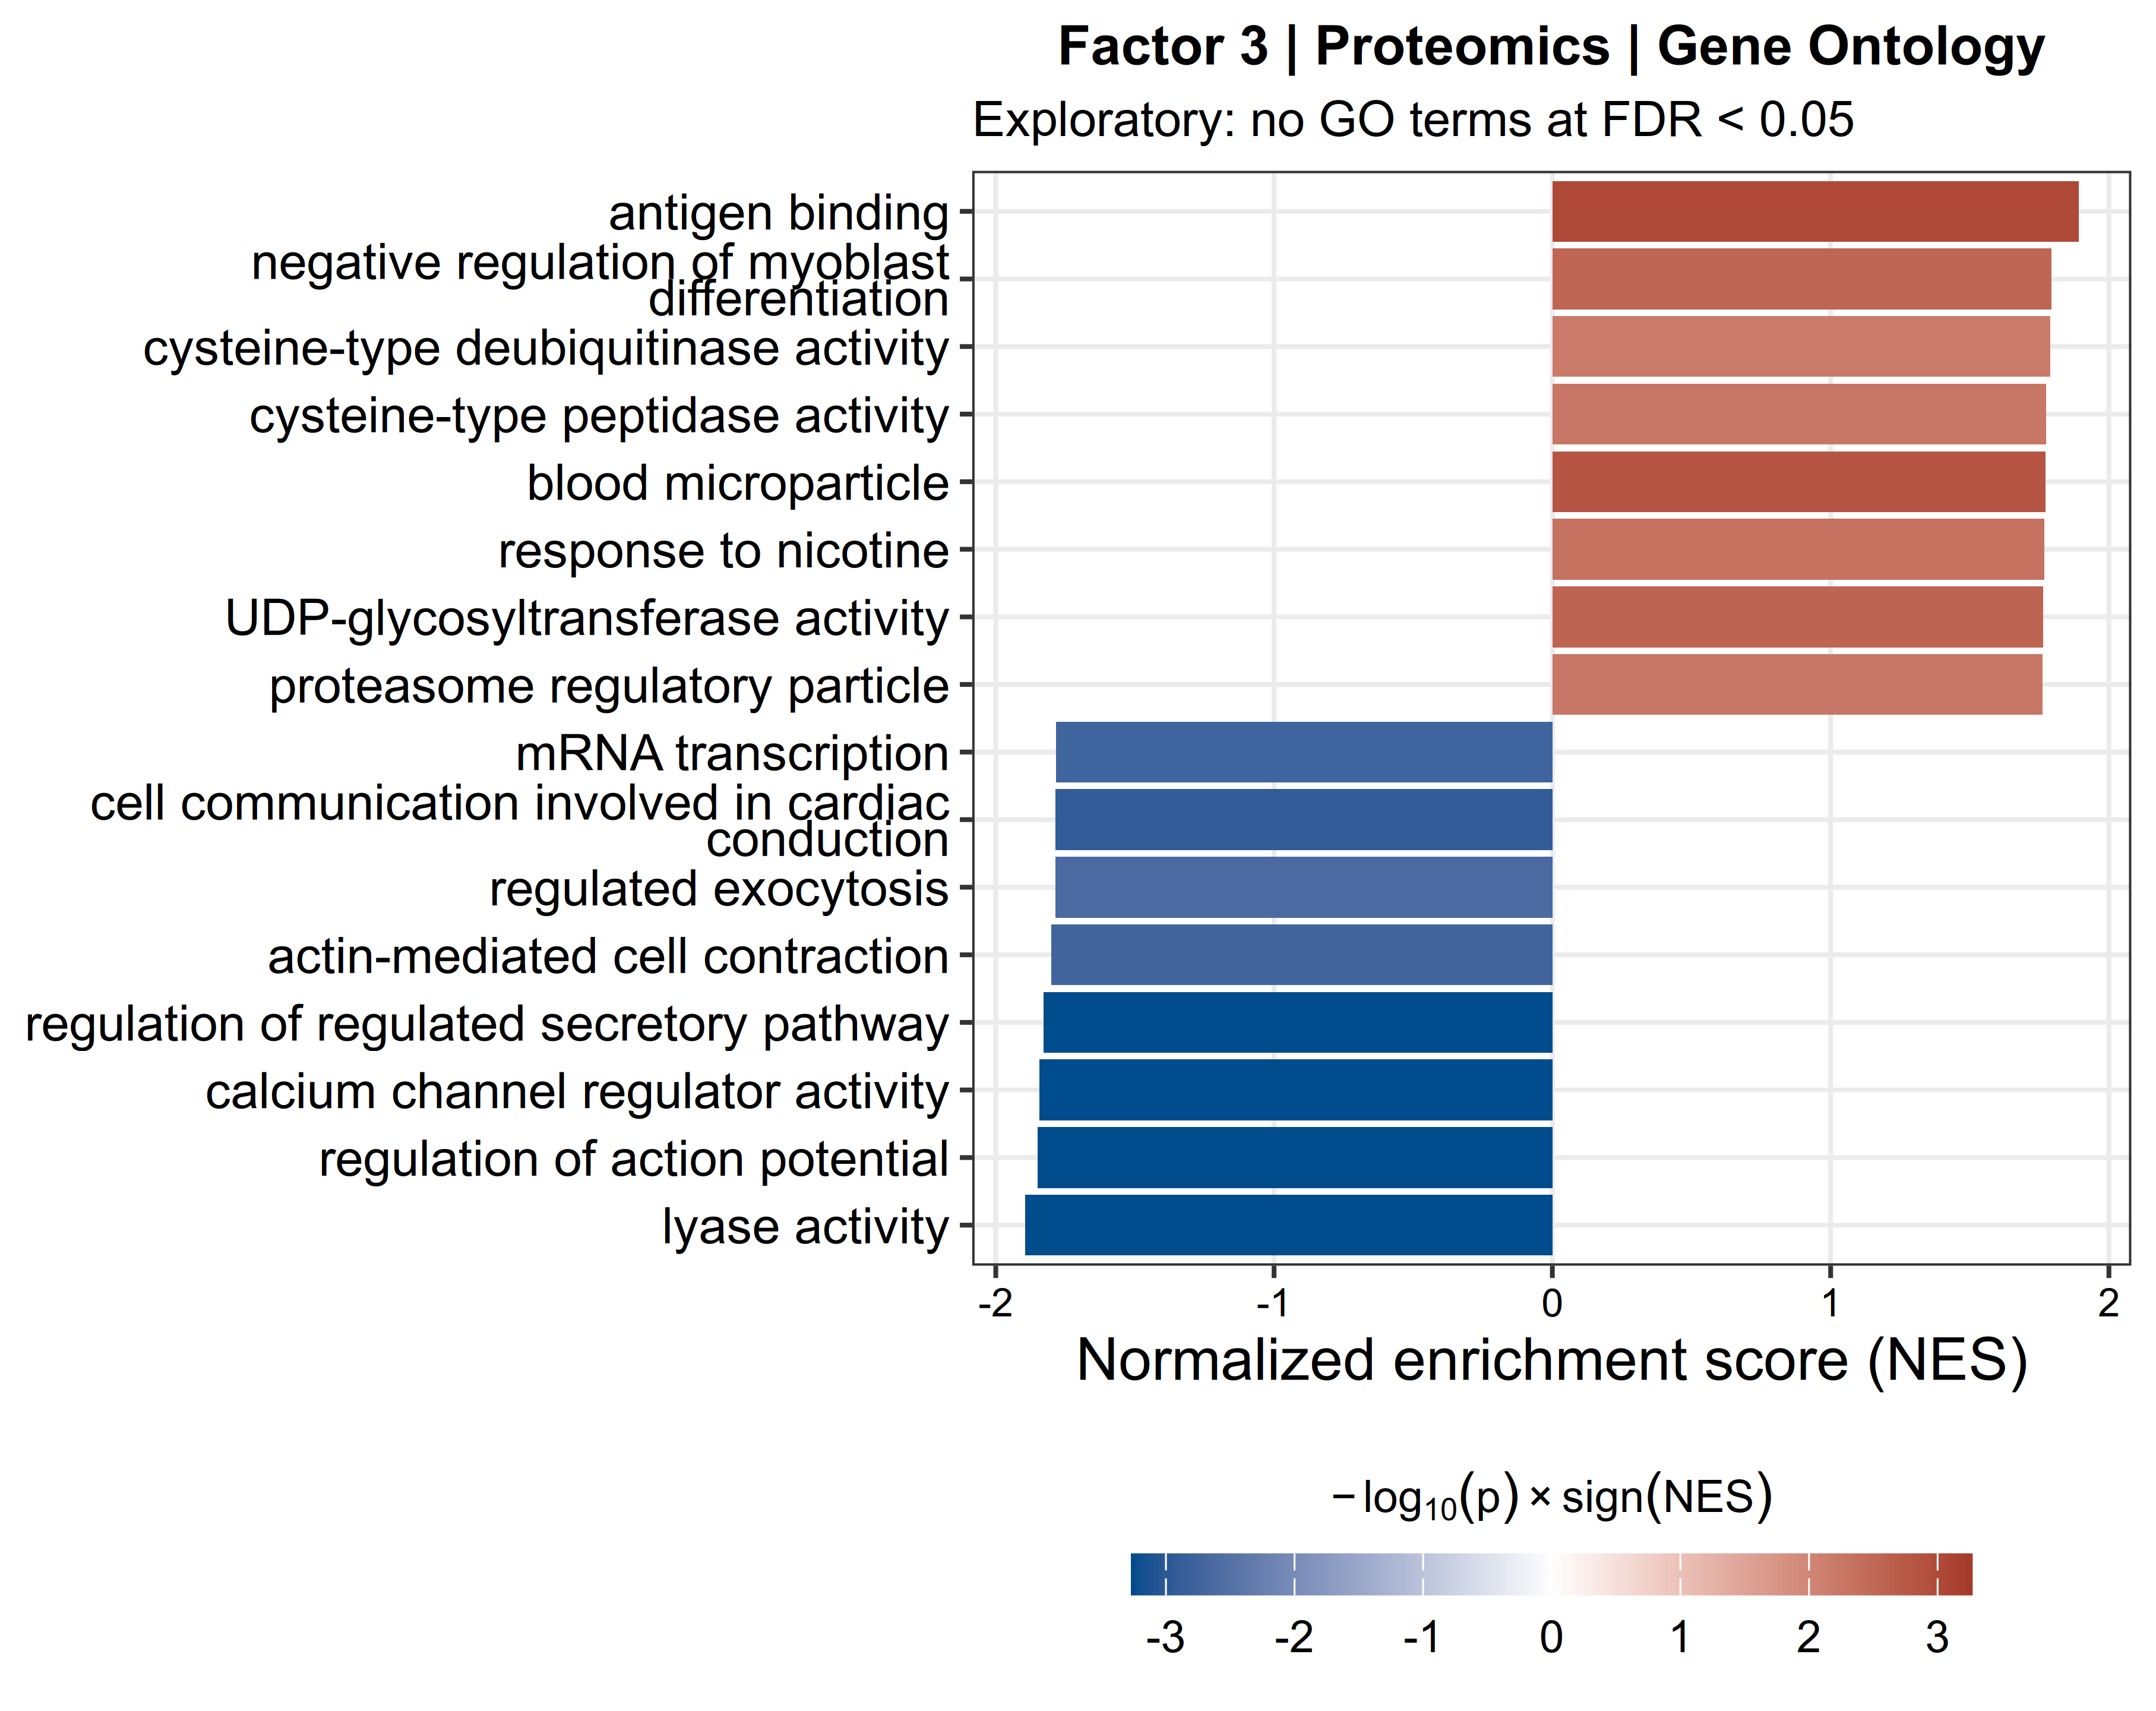 Factor 3 | Proteomics | Gene Ontology
Exploratory: no GO terms at FDR < 0.05
antigen binding
negative regulation of myoblast
differentiation
cysteine-type deubiquitinase activity
cysteine-type peptidase activity
blood microparticle
response to nicotine
UDP-glycosyltransferase activity
proteasome regulatory particle
mRNA transcription
cell communication involved in cardiac
conduction
regulated exocytosis
actin-mediated cell contraction
regulation of regulated secretory pathway
calcium channel regulator activity
regulation of action potential
lyase activity
-2 -1 0 1 2
Normalized enrichment score (NES)
−log₁₀(p) × sign(NES)
-3 -2 -1 0 1 2 3